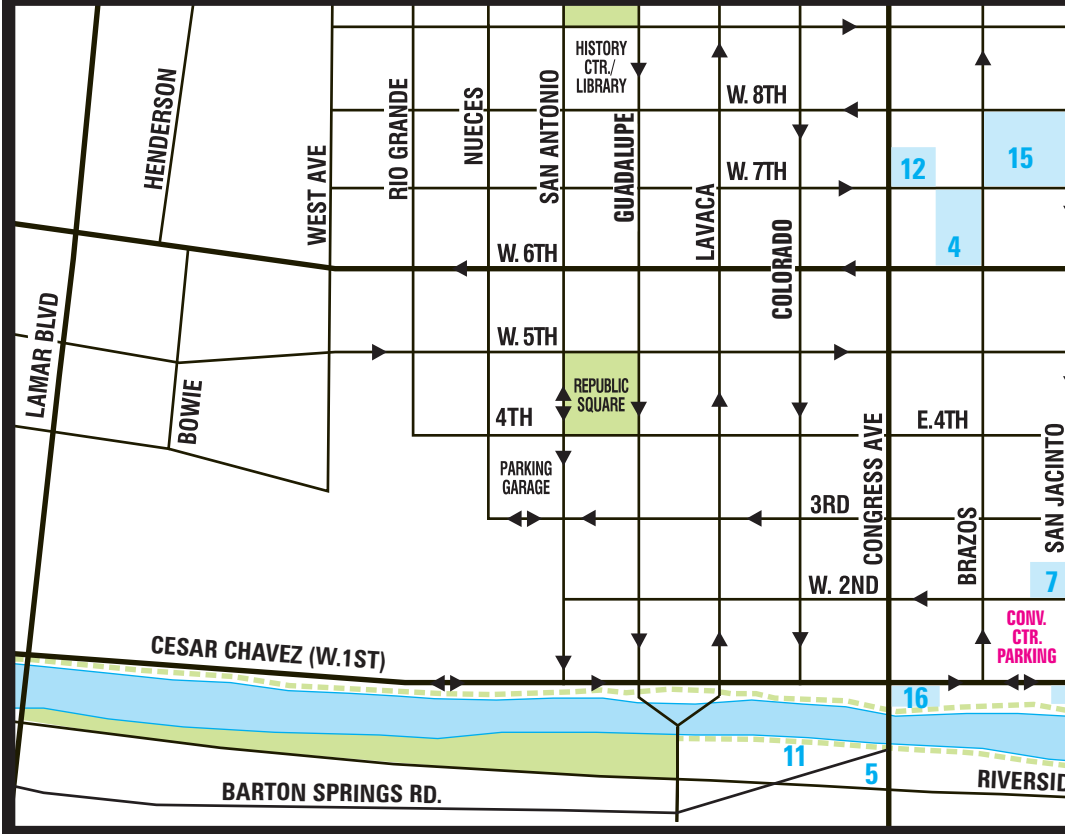 HENDERSON
WEST AVE
RIO GRANDE
NUECES
SAN ANTONIO
HISTORY
CTR./
LIBRARY
GUADALUPE
LAVACA
COLORADO
W. 8TH
W. 7TH
12
15
4
W. 6TH
LAMAR BLVD
BOWIE
W. 5TH
REPUBLIC
SQUARE
4TH
E.4TH
PARKING
GARAGE
3RD
CONGRESS AVE
BRAZOS
SAN JACINTO
W. 2ND
7
CONV.
CTR.
PARKING
CESAR CHAVEZ (W.1ST)
16
11
5
BARTON SPRINGS RD.
RIVERSID